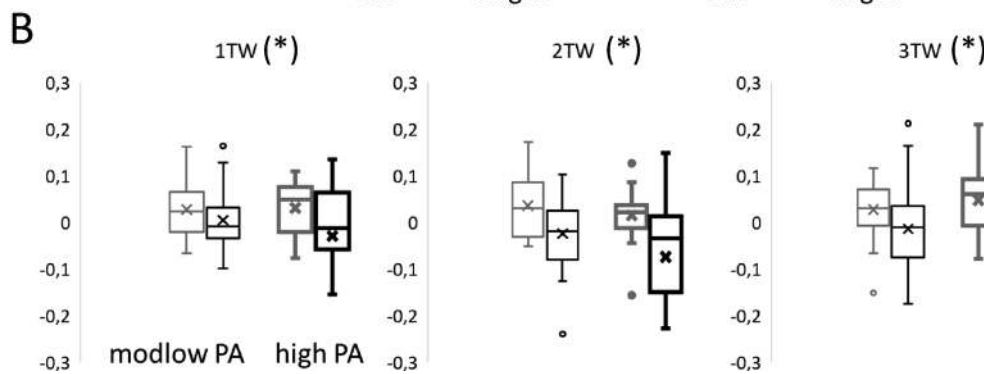 B
1TW (*) 2TW (*) 3TW (*)
0,3 0,3 0,3
0,2 0,2 0,2
0,1 0,1 0,1
0 0 0
-0,1 -0,1 -0,1
-0,2 -0,2 -0,2
modlow PA high PA
-0,3 -0,3 -0,3